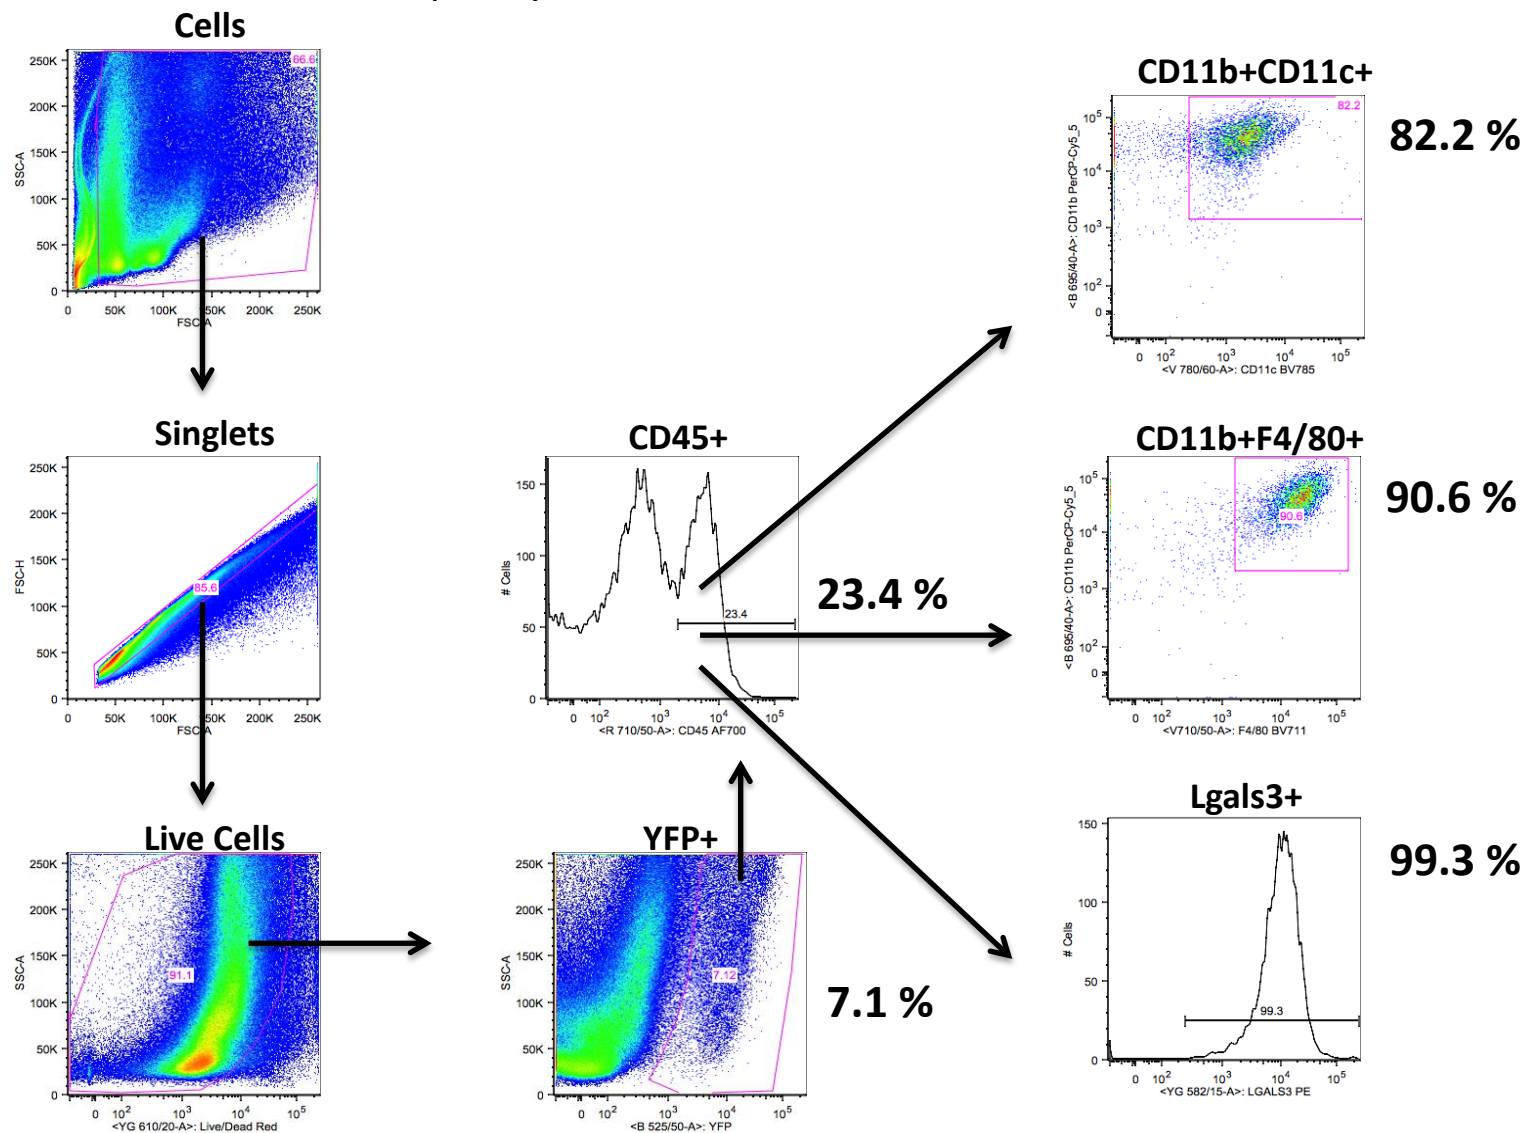 Cells
66.6
250K
200K
150K
100K
50K
0
SSC-A
0 50K 100K 150K 200K 250K
FSC-A
Singlets
85.6
250K
200K
150K
100K
50K
0
FSC-H
0 50K 100K 150K 200K 250K
FSC-A
Live Cells
91.1
250K
200K
150K
100K
50K
0
SSC-A
0 10² 10³ 10⁴ 10⁵
<YG 610/20-A>: Live/Dead Red
YFP+
7.12
250K
200K
150K
100K
50K
0
SSC-A
0 10² 10³ 10⁴ 10⁵
<B 525/50-A>: YFP
7.1 %
CD45+
23.4
150
100
50
0
# Cells
0 10² 10³ 10⁴ 10⁵
<R 710/50-A>: CD45 AF700
23.4 %
CD11b+CD11c+
82.2
10⁵
10⁴
10³
10²
0
<B 695/40-A>: CD11b PerCP-Cy5_5
0 10² 10³ 10⁴ 10⁵
<V 780/60-A>: CD11c BV785
82.2 %
CD11b+F4/80+
90.6
10⁵
10⁴
10³
10²
0
<B 695/40-A>: CD11b PerCP-Cy5_5
0 10² 10³ 10⁴ 10⁵
<V710/50-A>: F4/80 BV711
90.6 %
Lgals3+
99.3
150
100
50
0
# Cells
0 10² 10³ 10⁴ 10⁵
<YG 582/15-A>: LGALS3 PE
99.3 %